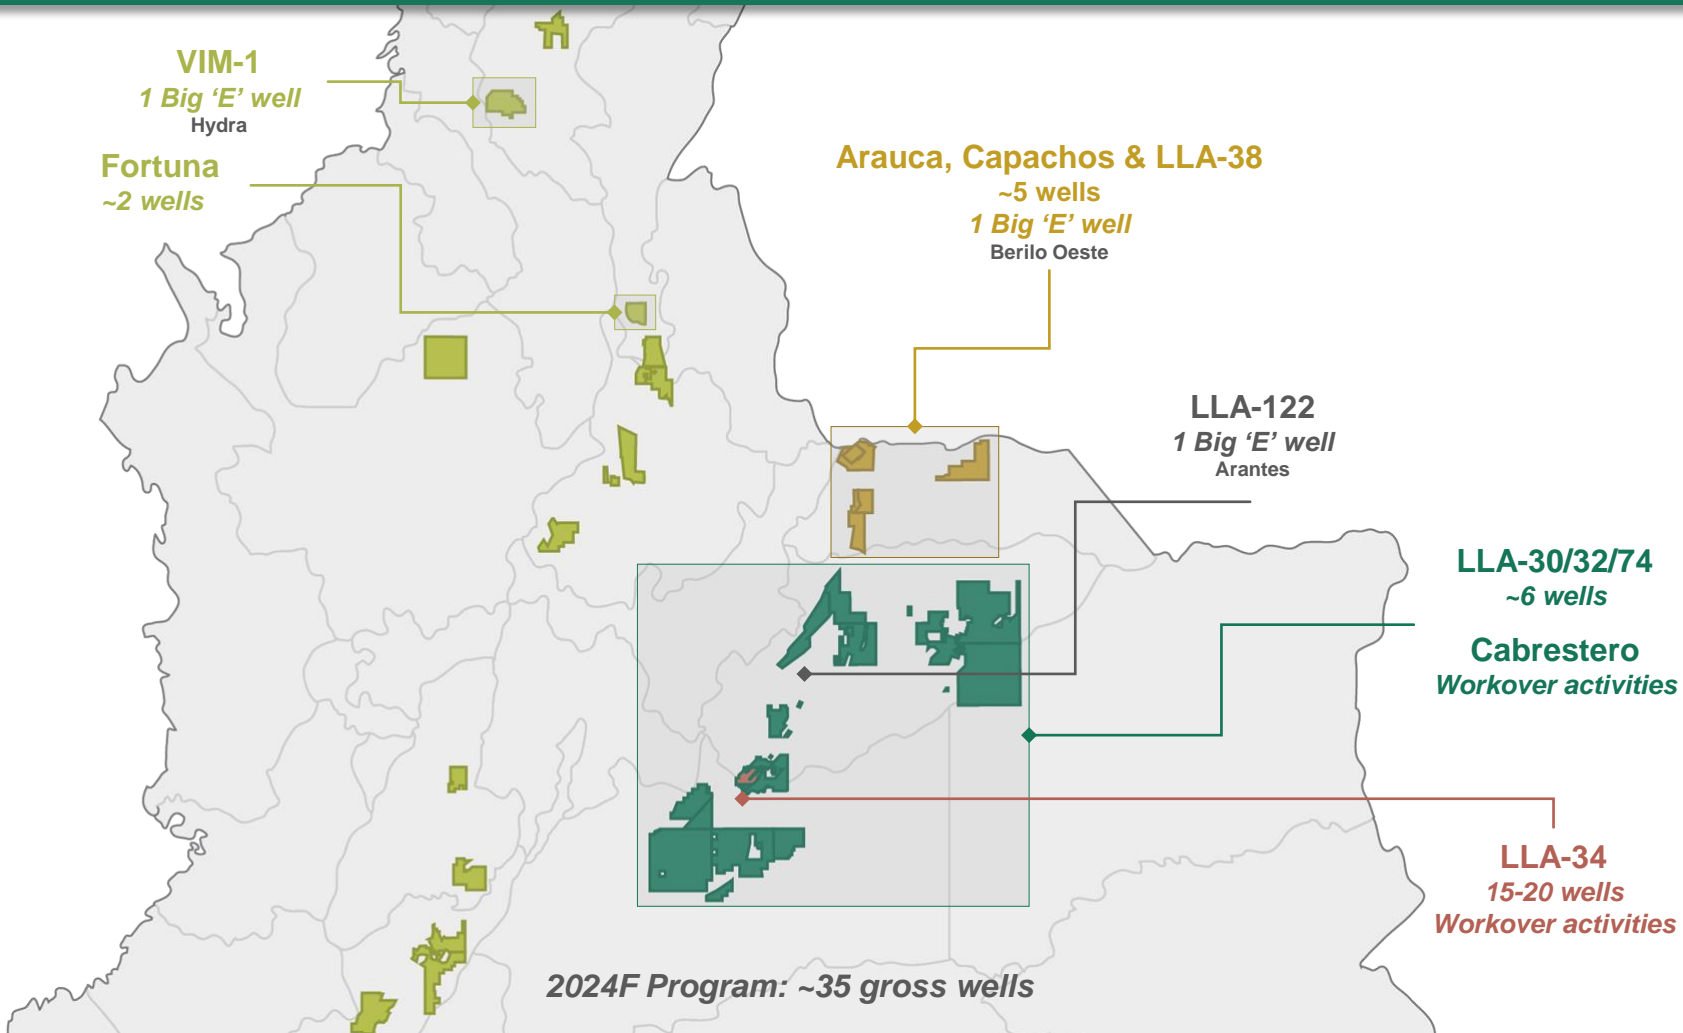 VIM-1
1 Big ‘E’ well
Hydra
Fortuna
~2 wells
Arauca, Capachos & LLA-38
~5 wells
1 Big ‘E’ well
Berilo Oeste
LLA-122
1 Big ‘E’ well
Arantes
LLA-30/32/74
~6 wells
Cabrestero
Workover activities
LLA-34
15-20 wells
Workover activities
2024F Program: ~35 gross wells